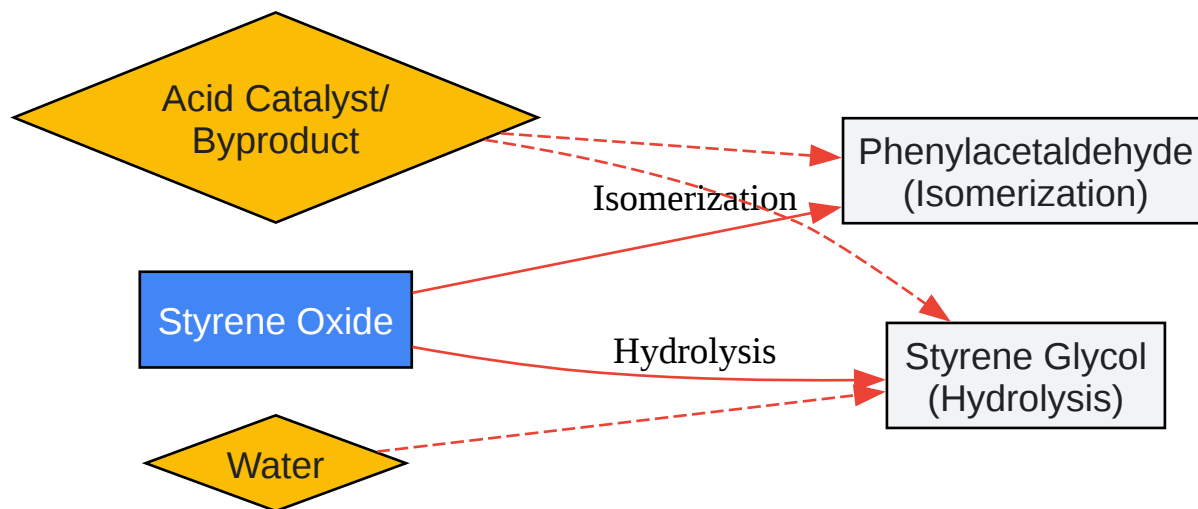 Acid Catalyst/
Byproduct
Phenylacetaldehyde
(Isomerization)
Isomerization
Styrene Oxide
Hydrolysis
Styrene Glycol
(Hydrolysis)
Water